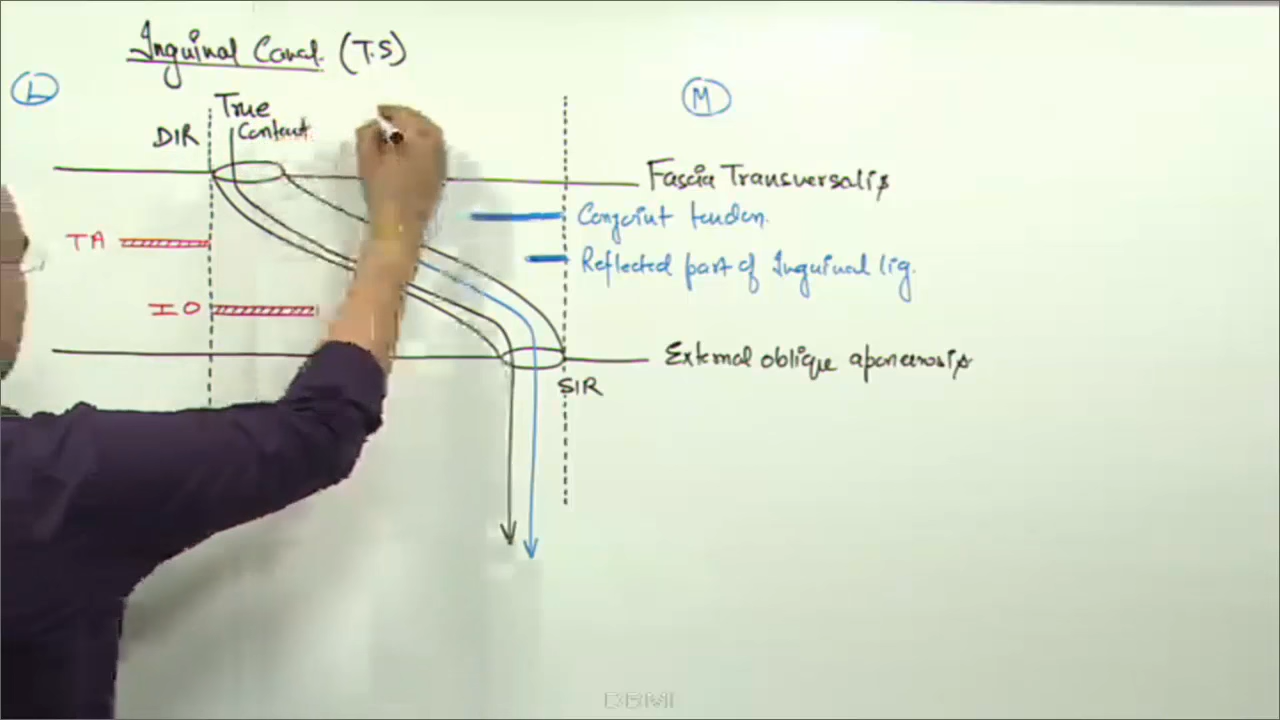 Inguinal Canal (T.S)
L
M
True
Content
DIR
Fascia Transversalis
Conjoint tendon.
TA
Reflected part of Inguinal lig.
IO
External oblique aponeurosis
SIR